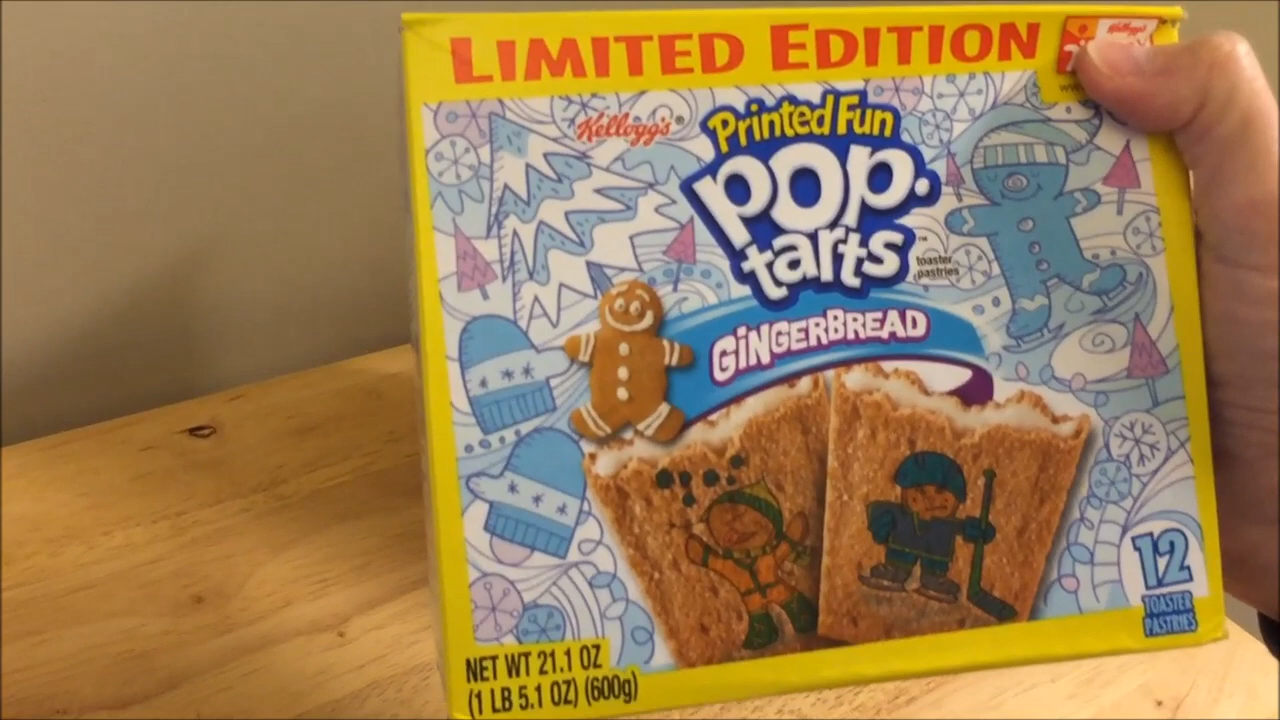 LIMITED EDITION
Kellogg's®
Printed Fun
pop.
tarts™
toaster
pastries
GiNGERBREAD
12
TOASTER
PASTRIES
NET WT 21.1 OZ
(1 LB 5.1 OZ) (600g)